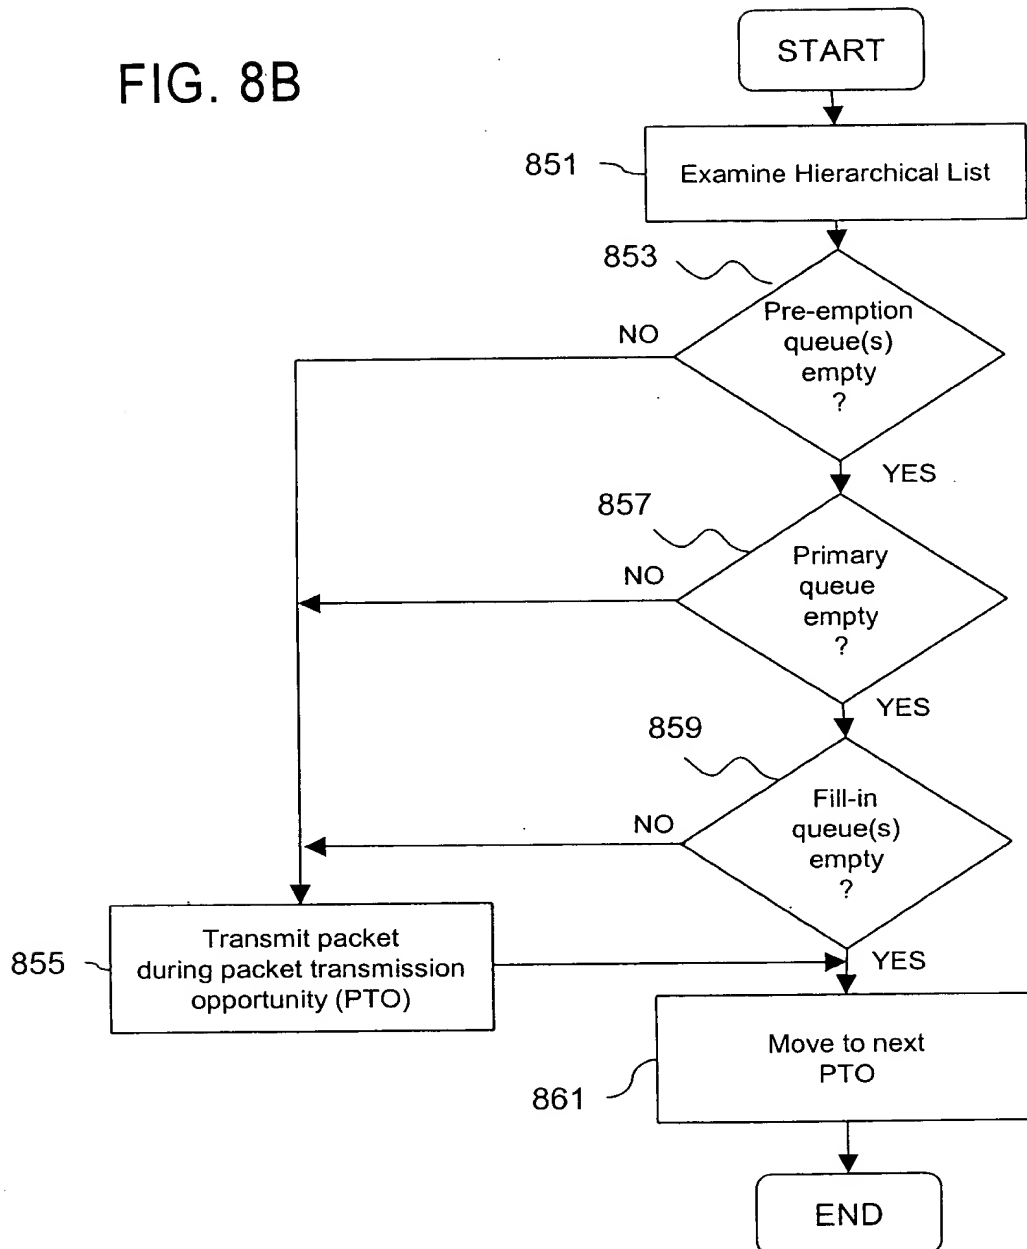 FIG. 8B
START
851
Examine Hierarchical List
853
Pre-emption
queue(s)
empty
?
NO
YES
857
Primary
queue
empty
?
NO
YES
859
Fill-in
queue(s)
empty
?
NO
YES
855
Transmit packet
during packet transmission
opportunity (PTO)
861
Move to next
PTO
END